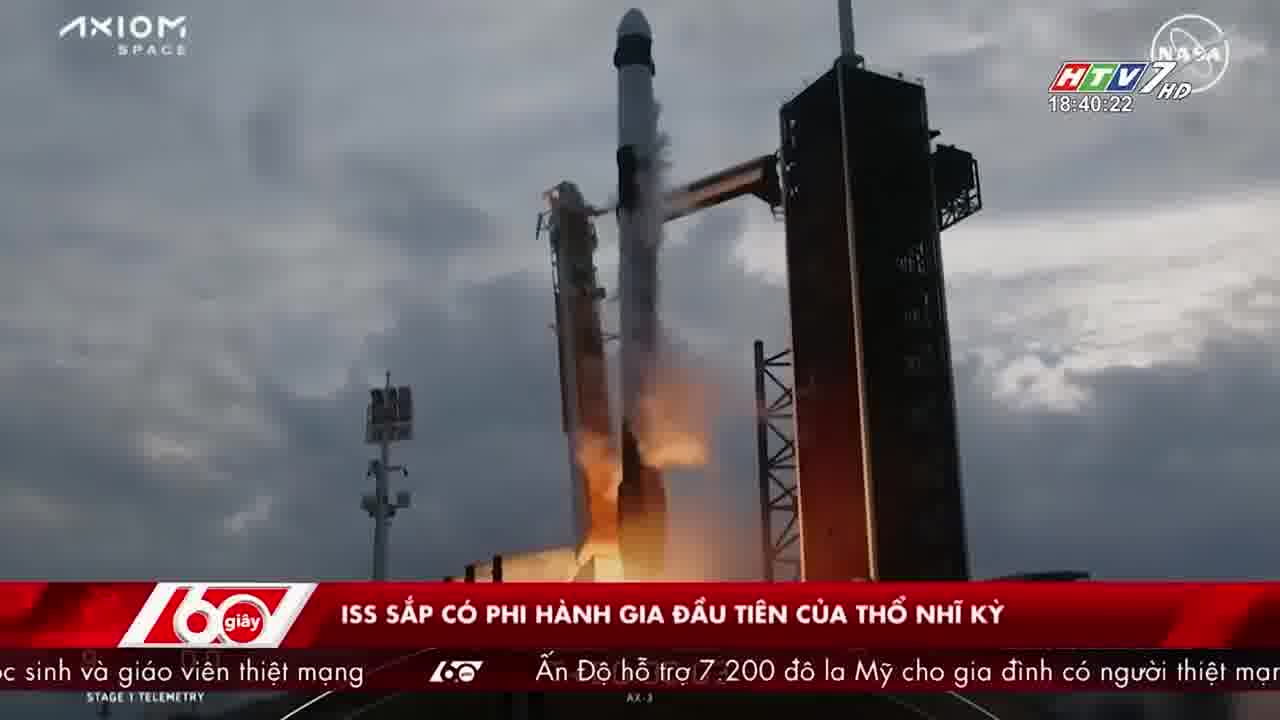 AXIOM
SPACE
NASA
HTV7 HD
18:40:22
60 giây
ISS SẮP CÓ PHI HÀNH GIA ĐẦU TIÊN CỦA THỔ NHĨ KỲ
sinh và giáo viên thiệt mạng 60 Ấn Độ hỗ trợ 7.200 đô la Mỹ cho gia đình có người thiệt
STAGE 1 TELEMETRY
AX-3